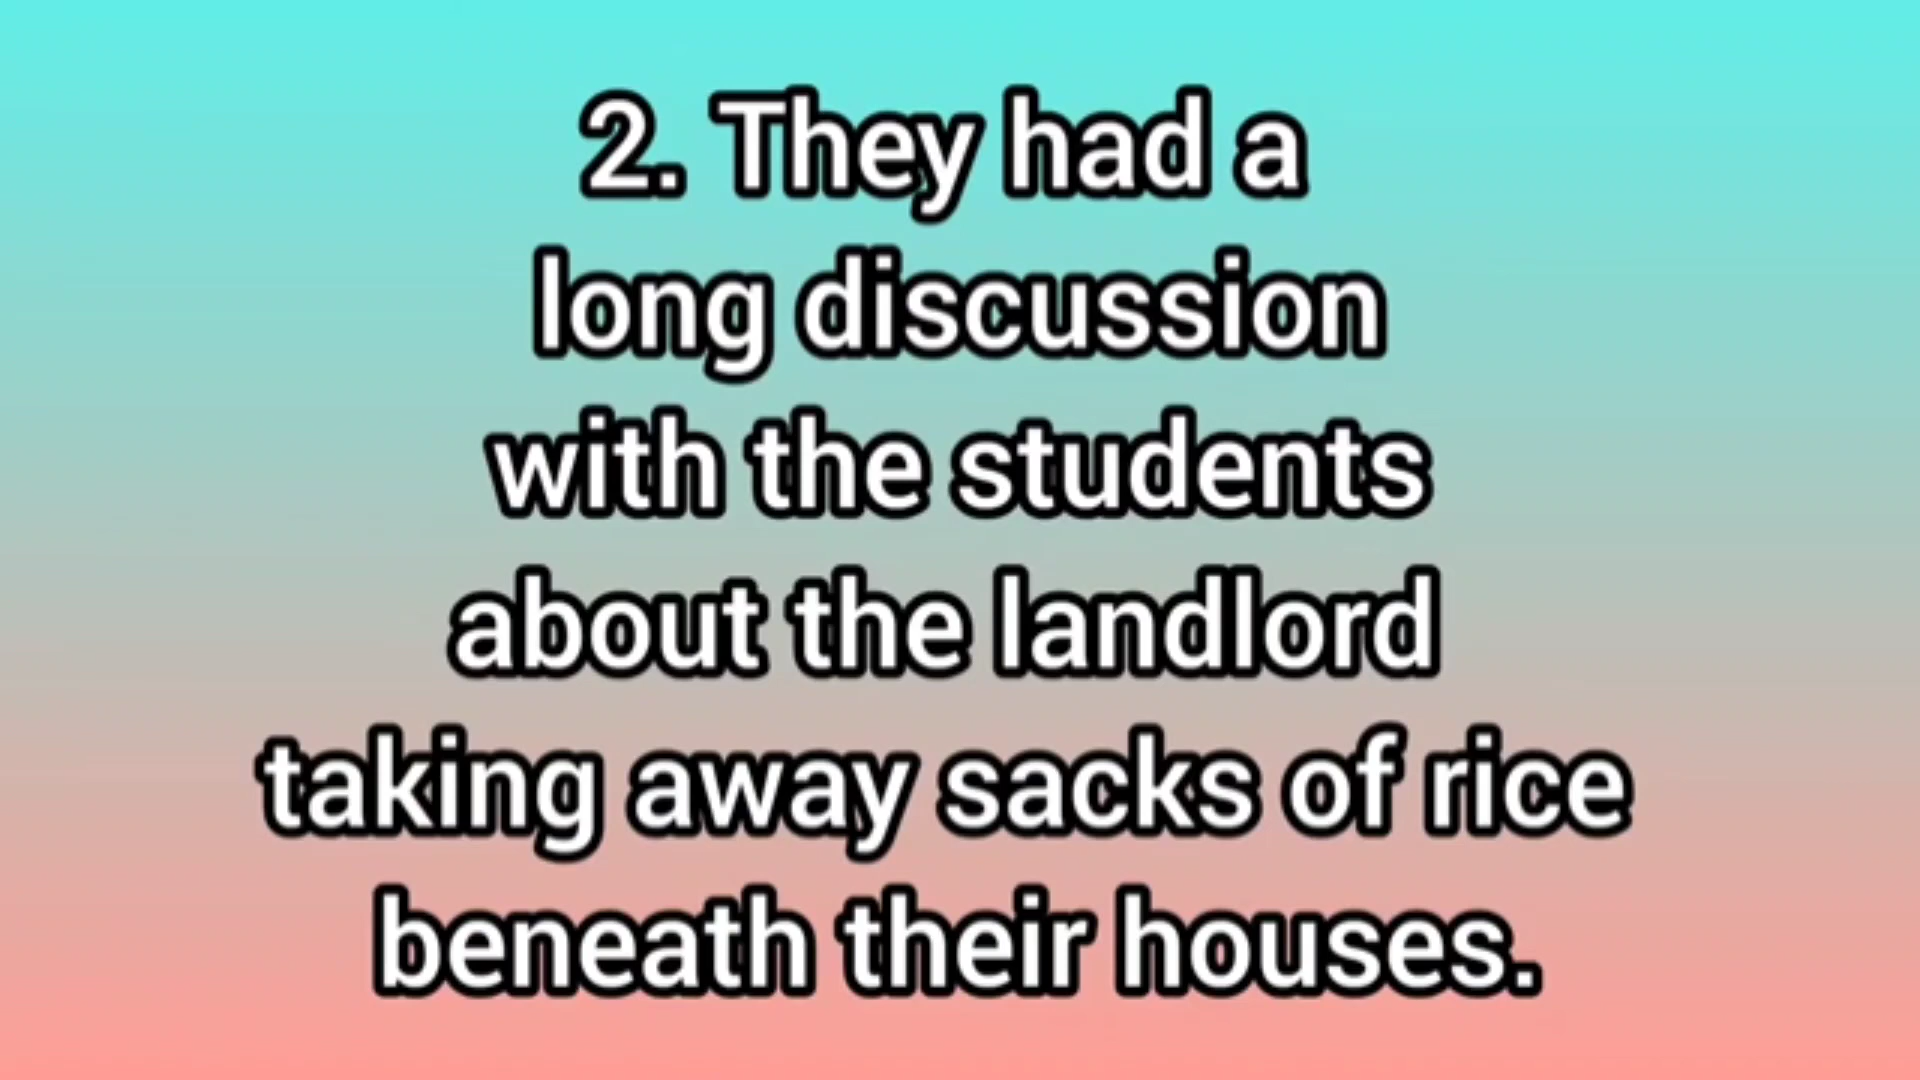 2. They had a
long discussion
with the students
about the landlord
taking away sacks of rice
beneath their houses.